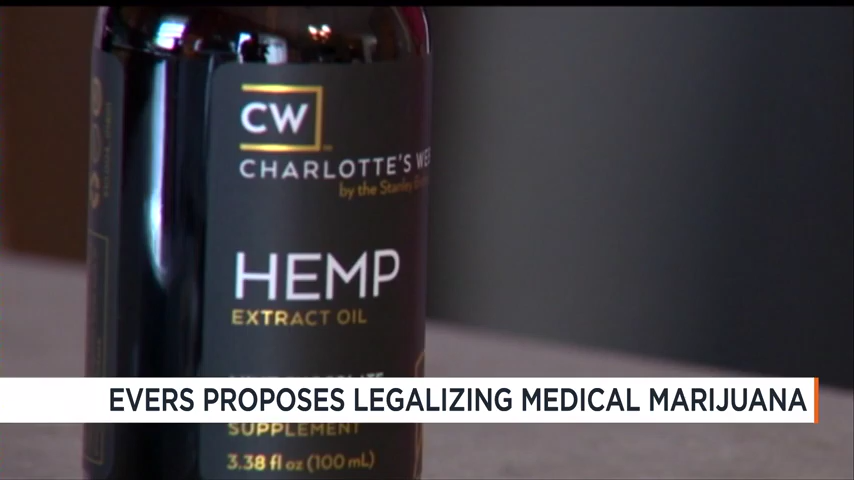 CW
CHARLOTTE'S WEB
by the Stanley
HEMP
EXTRACT OIL
EVERS PROPOSES LEGALIZING MEDICAL MARIJUANA
SUPPLEMENT
3.38 fl oz (100 mL)